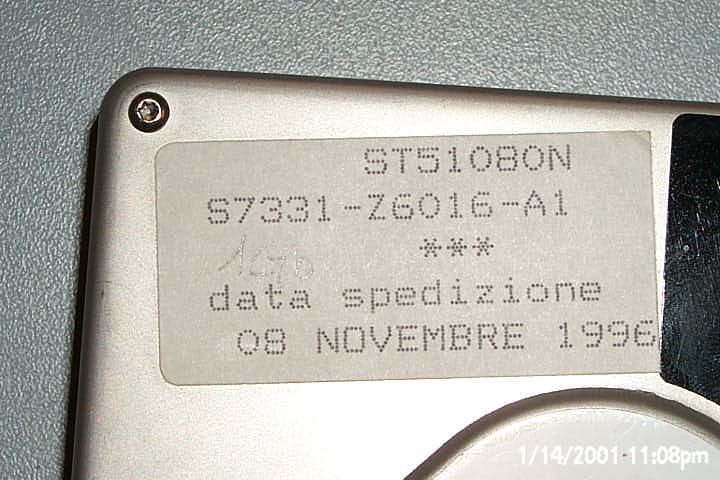 ST51080N
S7331-Z6016-A1
***
data spedizione
08 NOVEMBRE 1996
1/14/2001 11:08pm